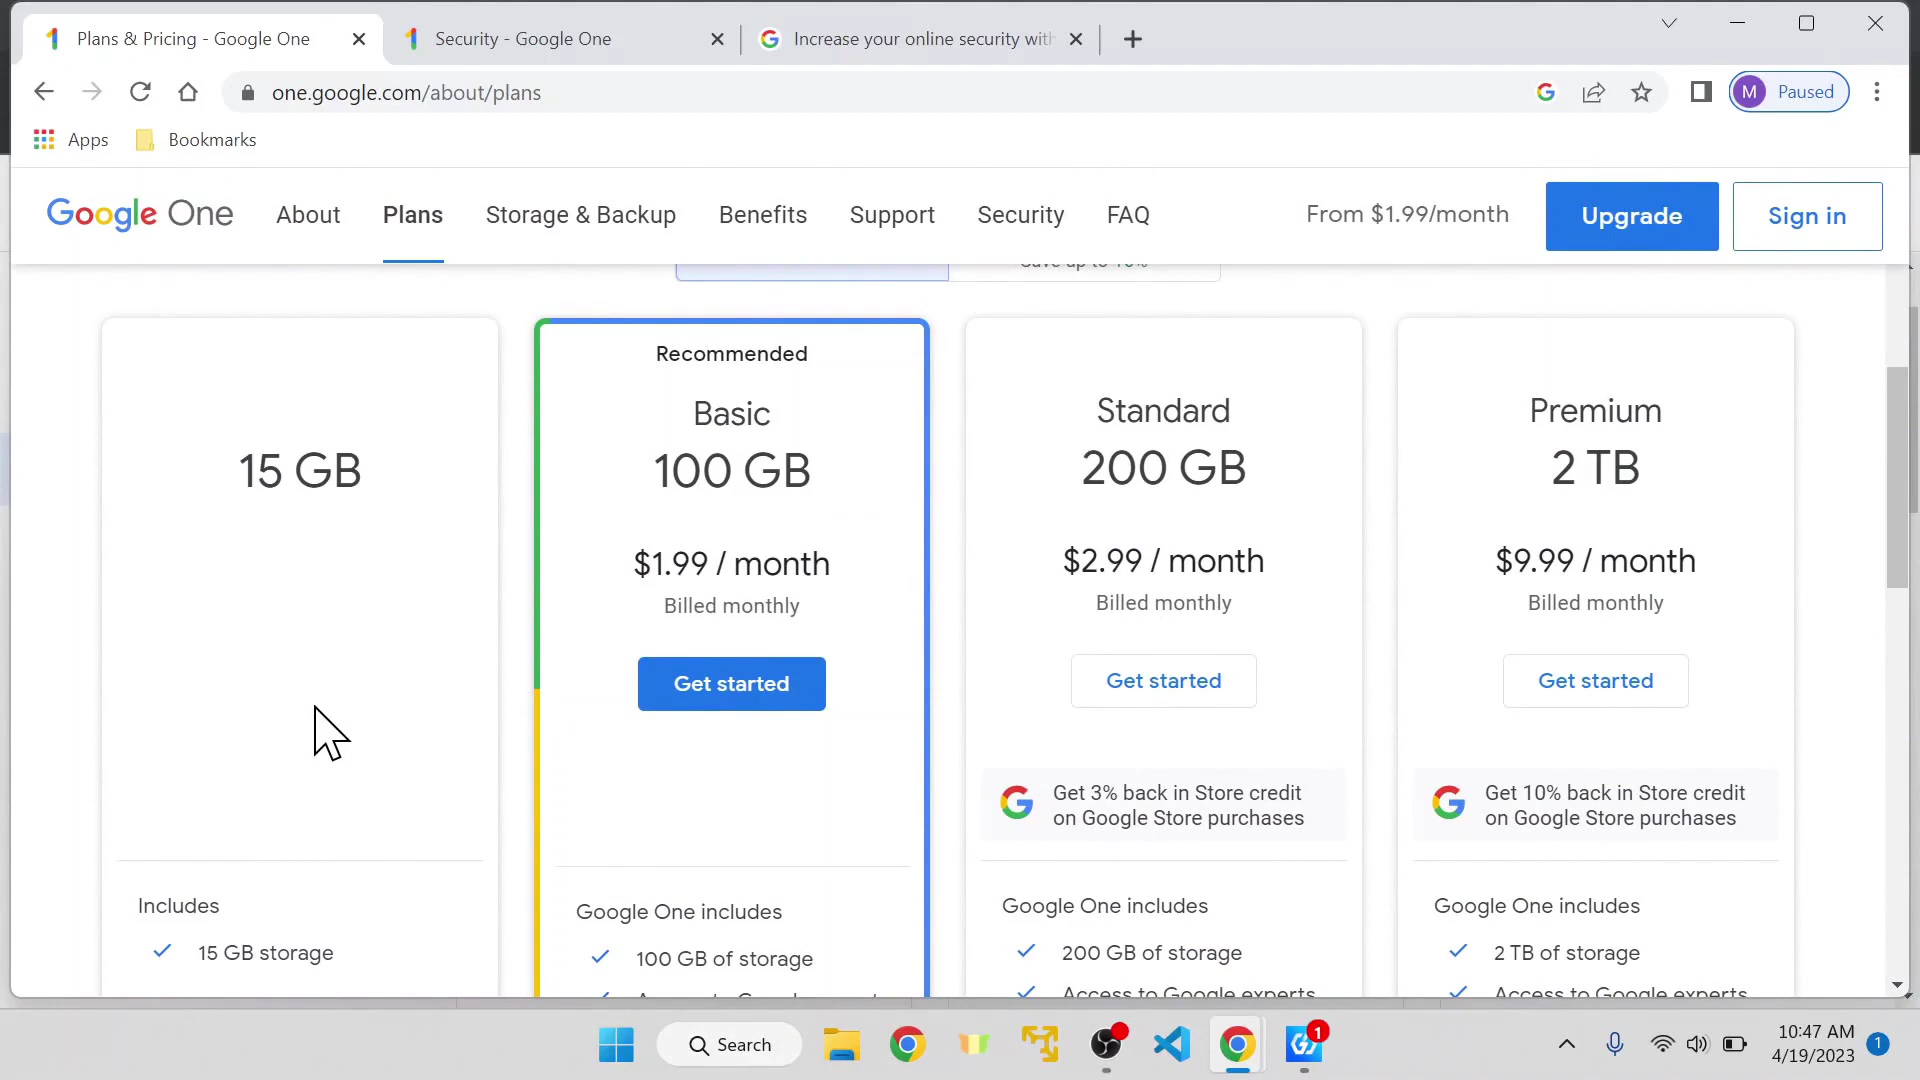 Plans & Pricing - Google One
Security - Google One
Increase your online security with
one.google.com/about/plans
M Paused
Apps
Bookmarks
Google One
About
Plans
Storage & Backup
Benefits
Support
Security
FAQ
From $1.99/month
Upgrade
Sign in
15 GB
Includes
15 GB storage
Recommended
Basic
100 GB
$1.99 / month
Billed monthly
Get started
Google One includes
100 GB of storage
Standard
200 GB
$2.99 / month
Billed monthly
Get started
Get 3% back in Store credit
on Google Store purchases
Google One includes
200 GB of storage
Access to Google experts
Premium
2 TB
$9.99 / month
Billed monthly
Get started
Get 10% back in Store credit
on Google Store purchases
Google One includes
2 TB of storage
Access to Google experts
Search
1
10:47 AM
4/19/2023
1